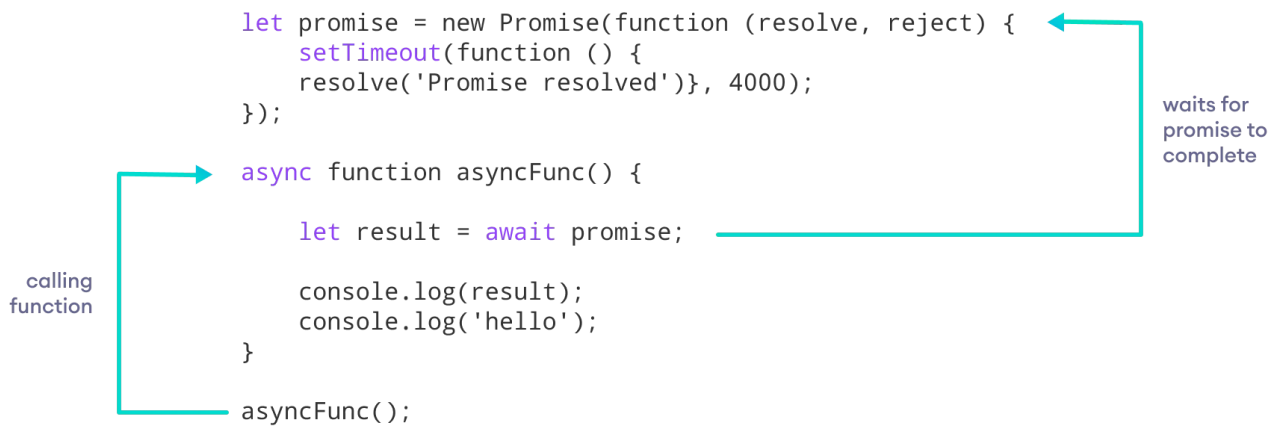 let promise = new Promise(function (resolve, reject) {
setTimeout(function () {
resolve('Promise resolved')}, 4000);
});
waits for
promise to
complete
async function asyncFunc() {
let result = await promise;
calling
function
console.log(result);
console.log('hello');
}
asyncFunc();